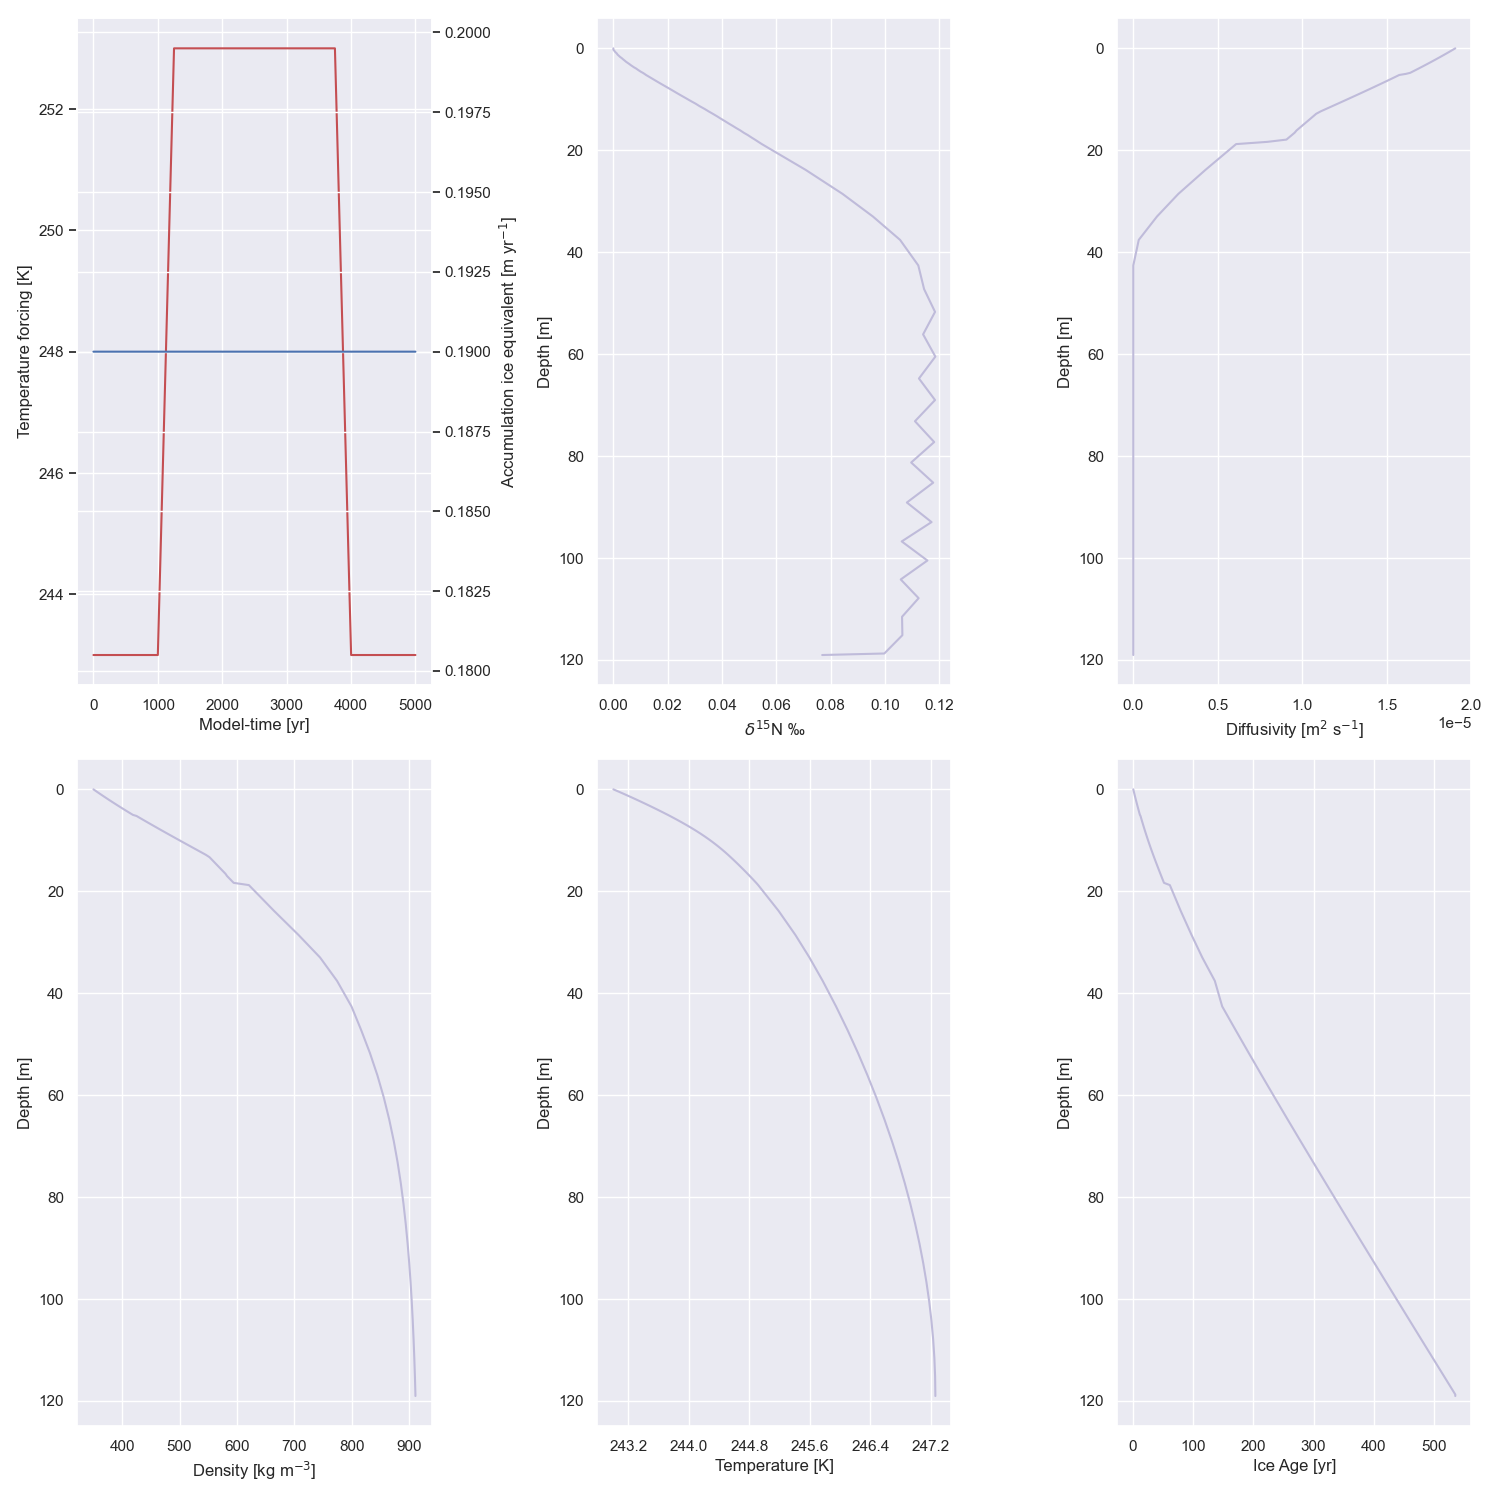 252
250
248
246
244
Temperature forcing [K]
0.2000
0.1975
0.1950
0.1925
0.1900
0.1875
0.1850
0.1825
0.1800
Accumulation ice equivalent [m yr⁻¹]
0 1000 2000 3000 4000 5000
Model-time [yr]
0
20
40
60
80
100
120
Depth [m]
0.00 0.02 0.04 0.06 0.08 0.10 0.12
δ¹⁵N ‰
0
20
40
60
80
100
120
Depth [m]
0.0 0.5 1.0 1.5 2.0
1e−5
Diffusivity [m² s⁻¹]
0
20
40
60
80
100
120
Depth [m]
400 500 600 700 800 900
Density [kg m⁻³]
0
20
40
60
80
100
120
Depth [m]
243.2 244.0 244.8 245.6 246.4 247.2
Temperature [K]
0
20
40
60
80
100
120
Depth [m]
0 100 200 300 400 500
Ice Age [yr]